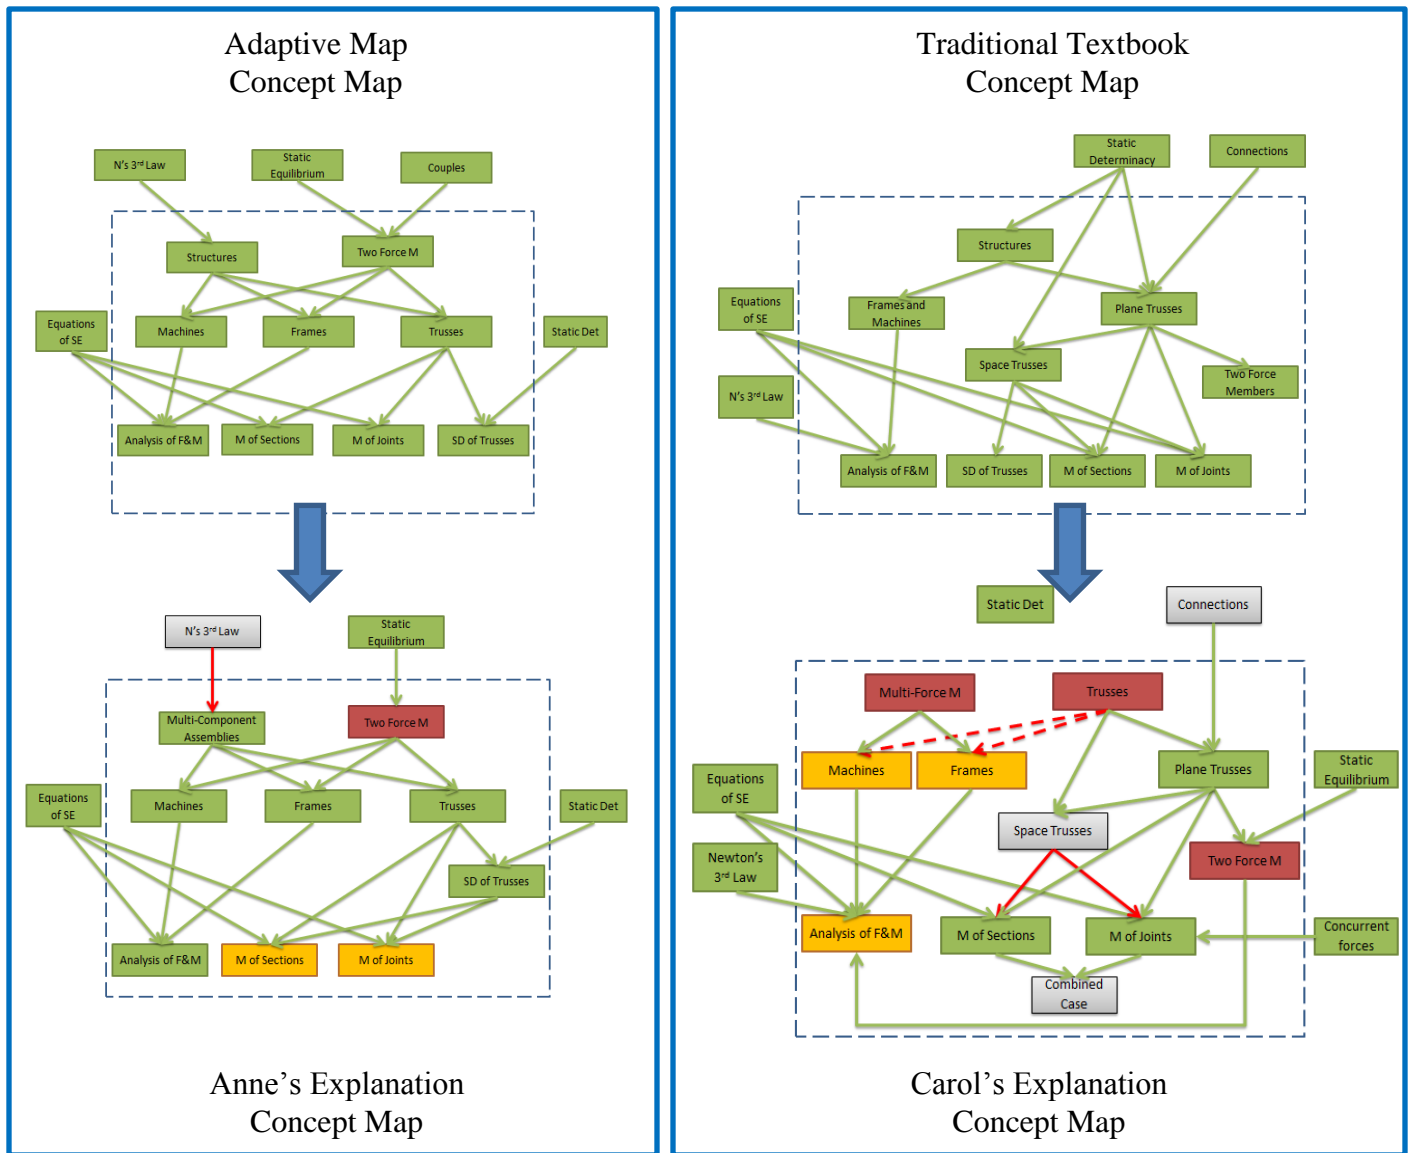 Adaptive Map
Concept Map
N's 3rd Law
Static
Equilibrium
Couples
Structures
Two Force M
Equations
of SE
Machines
Frames
Trusses
Static Det
Analysis of F&M
M of Sections
M of Joints
SD of Trusses
N's 3rd Law
Static
Equilibrium
Multi-Component
Assemblies
Two Force M
Equations
of SE
Machines
Frames
Trusses
Static Det
SD of Trusses
Analysis of F&M
M of Sections
M of Joints
Anne's Explanation
Concept Map
Traditional Textbook
Concept Map
Static
Determinacy
Connections
Structures
Equations
of SE
Frames and
Machines
Plane Trusses
Space Trusses
Two Force
Members
N's 3rd Law
Analysis of F&M
SD of Trusses
M of Sections
M of Joints
Static Det
Connections
Multi-Force M
Trusses
Machines
Frames
Plane Trusses
Static
Equilibrium
Equations
of SE
Space Trusses
Newton's
3rd Law
Two Force M
Analysis of F&M
M of Sections
M of Joints
Concurrent
forces
Combined
Case
Carol's Explanation
Concept Map